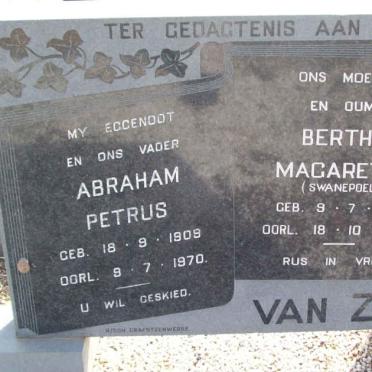 TER GEDAGTENIS AAN
MY EGGENOOT
EN ONS VADER
ABRAHAM
PETRUS
GEB. 18 · 9 · 1909
OORL. 9 · 7 · 1970.
U WIL GESKIED.
ONS MOE
EN OUM
BERTH
MAGARE
(SWANEPOEL
GEB. 9 · 7 ·
OORL. 18 · 10
RUS IN VR
VAN Z